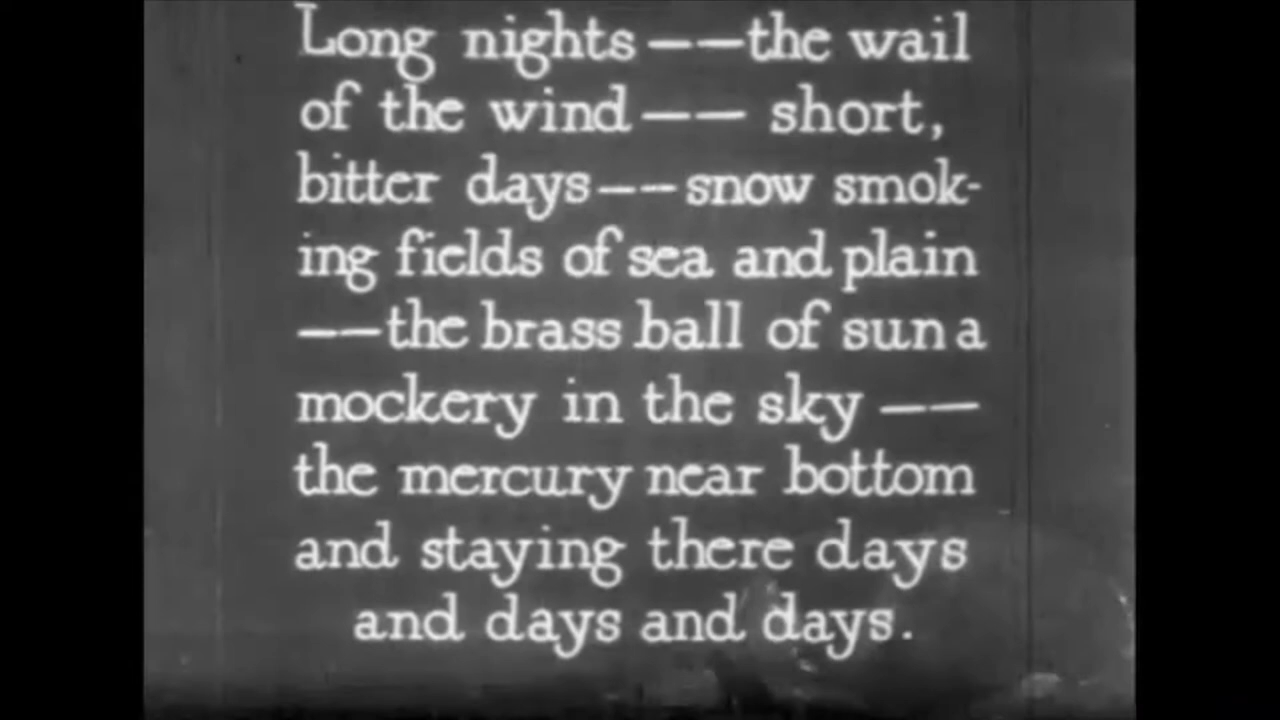 Long nights -- the wail
of the wind -- short,
bitter days -- snow smok-
ing fields of sea and plain
-- the brass ball of sun a
mockery in the sky --
the mercury near bottom
and staying there days
and days and days.